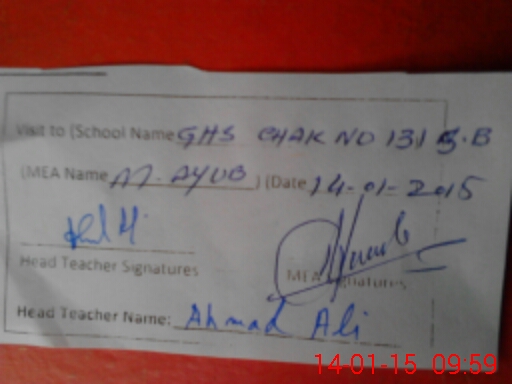 Visit to (School Name GHS CHAK NO 131 S.B
(MEA Name M. AYUB ) (Date 14-01-2015
Head Teacher Signatures MEA Signatures
Head Teacher Name: Ahmad Ali
14-01-15 09:59